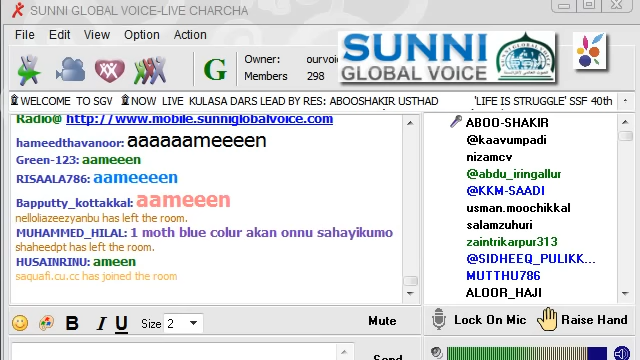 SUNNI GLOBAL VOICE-LIVE CHARCHA
File Edit View Option Action
G
Owner: ourvoi
Members 298
SUNNI
GLOBAL VOICE
WELCOME TO SGV NOW LIVE KULASA DARS LEAD BY RES: ABOOSHAKIR USTHAD 'LIFE IS STRUGGLE' SSF 40th
Radio@ http://www.mobile.sunniglobalvoice.com
hameedthavanoor: aaaaaameeeen
Green-123: aameeen
RISAALA786: aameeeen
Bapputty_kottakkal: aameeen
nelloliazeezyanbu has left the room.
MUHAMMED_HILAL: 1 moth blue colur akan onnu sahayikumo
shaheedpt has left the room.
HUSAINRINU: ameen
saquafi.cu.cc has joined the room
ABOO-SHAKIR
@kaavumpadi
nizamcv
@abdu_iringallur
@KKM-SAADI
usman.moochikkal
salamzuhuri
zaintrikarpur313
@SIDHEEQ_PULIKK...
MUTTHU786
ALOOR_HAJI
B I U Size 2 Mute
Lock On Mic Raise Hand
Send